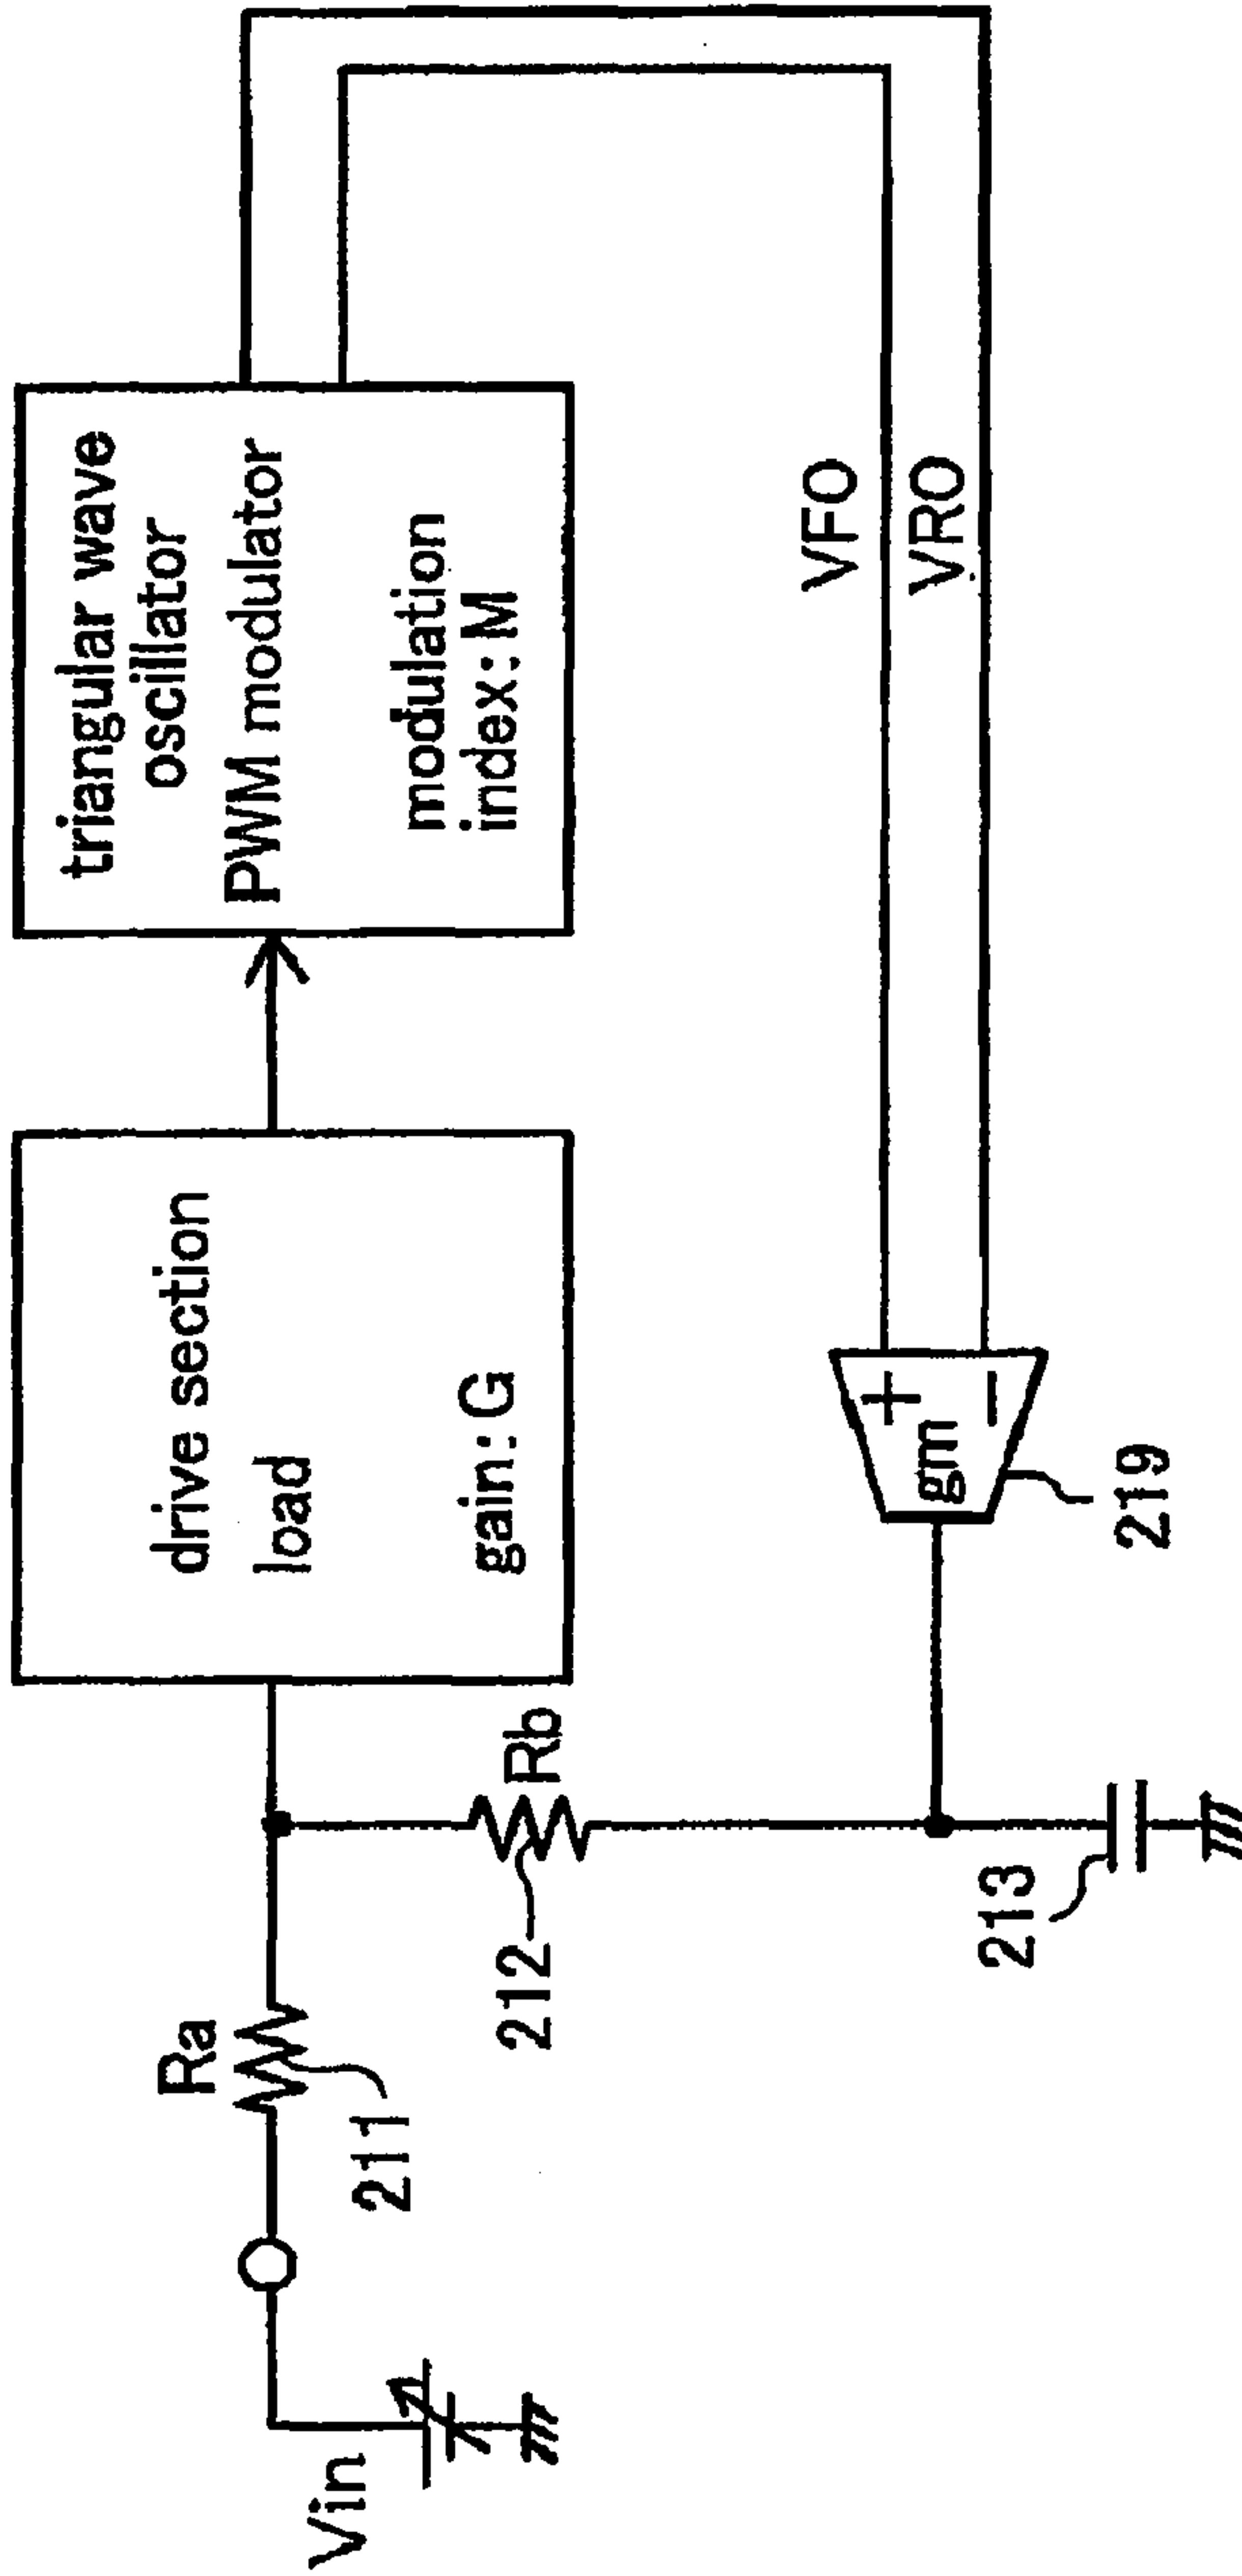 Vin
Ra
211
Rb
212
213
drive section
load
gain:G
triangular wave
oscillator
PWM modulator
modulation
index:M
VFO
VRO
+
gm
−
219